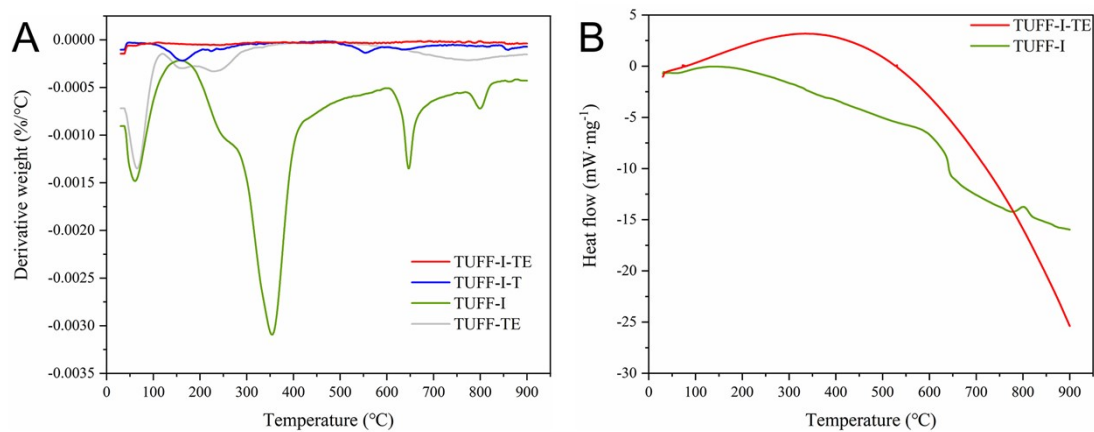 A
0.0000
-0.0005
-0.0010
-0.0015
-0.0020
-0.0025
-0.0030
-0.0035
Derivative weight (%/℃)
TUFF-I-TE
TUFF-I-T
TUFF-I
TUFF-TE
0 100 200 300 400 500 600 700 800 900
Temperature (℃)
B
5
0
-5
-10
-15
-20
-25
-30
Heat flow (mW·mg⁻¹)
TUFF-I-TE
TUFF-I
0 100 200 300 400 500 600 700 800 900
Temperature (℃)